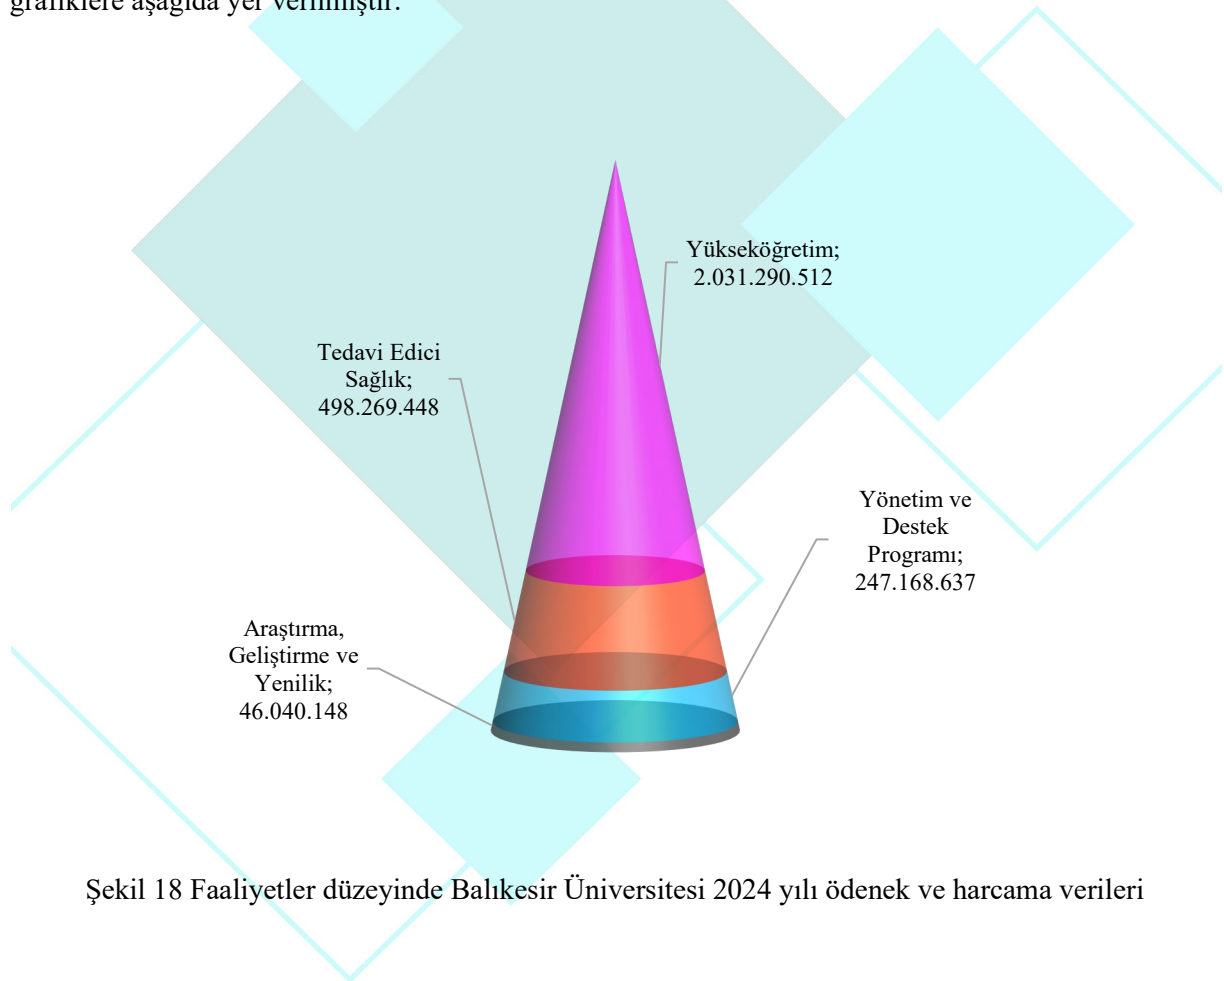 grafiklere aşağıda yer verilmiştir.
Yükseköğretim;
2.031.290.512
Tedavi Edici
Sağlık;
498.269.448
Yönetim ve
Destek
Programı;
247.168.637
Araştırma,
Geliştirme ve
Yenilik;
46.040.148
Şekil 18 Faaliyetler düzeyinde Balıkesir Üniversitesi 2024 yılı ödenek ve harcama verileri